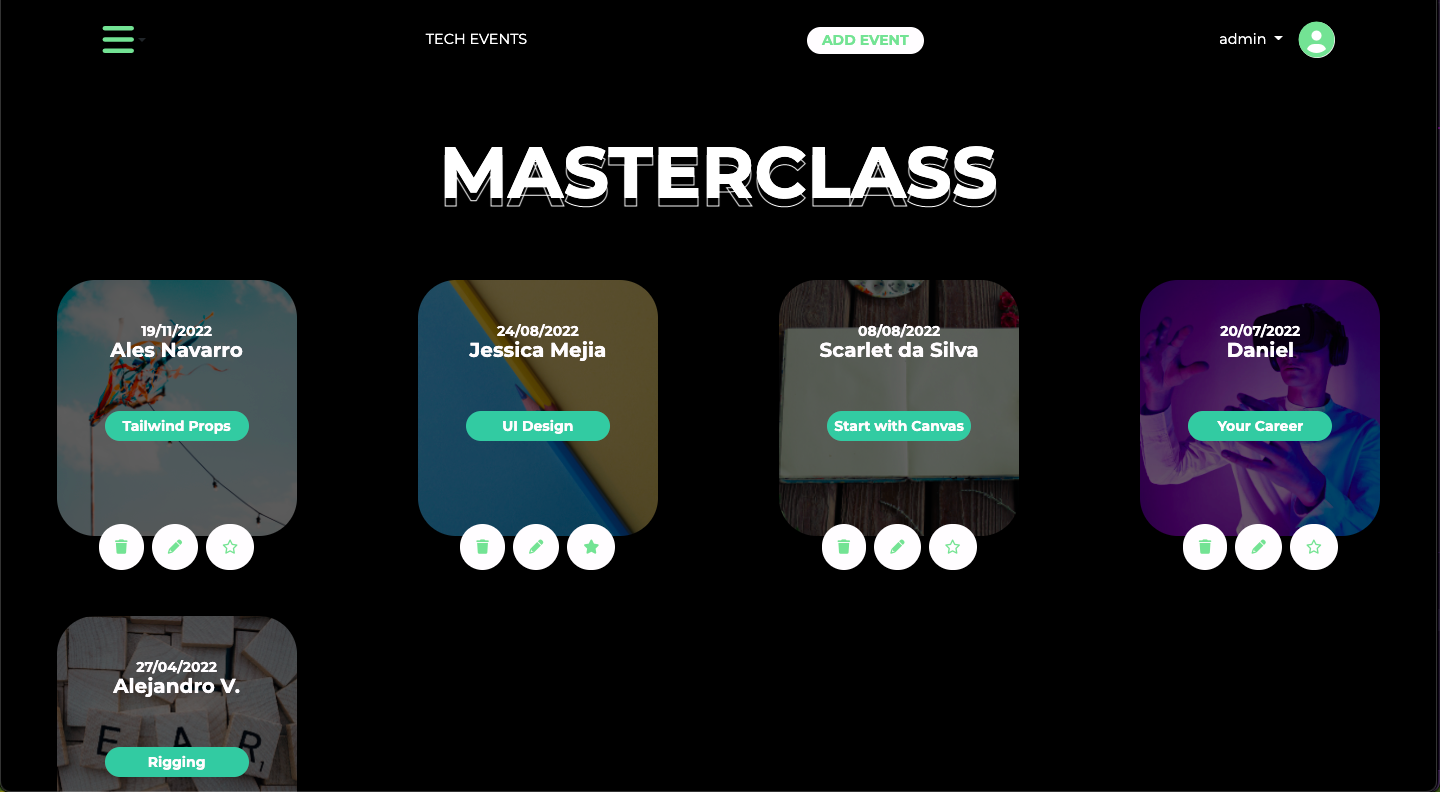 TECH EVENTS
ADD EVENT
admin
MASTERCLASS
19/11/2022
Ales Navarro
Tailwind Props
24/08/2022
Jessica Mejia
UI Design
08/08/2022
Scarlet da Silva
Start with Canvas
20/07/2022
Daniel
Your Career
27/04/2022
Alejandro V.
E A R
1
Rigging